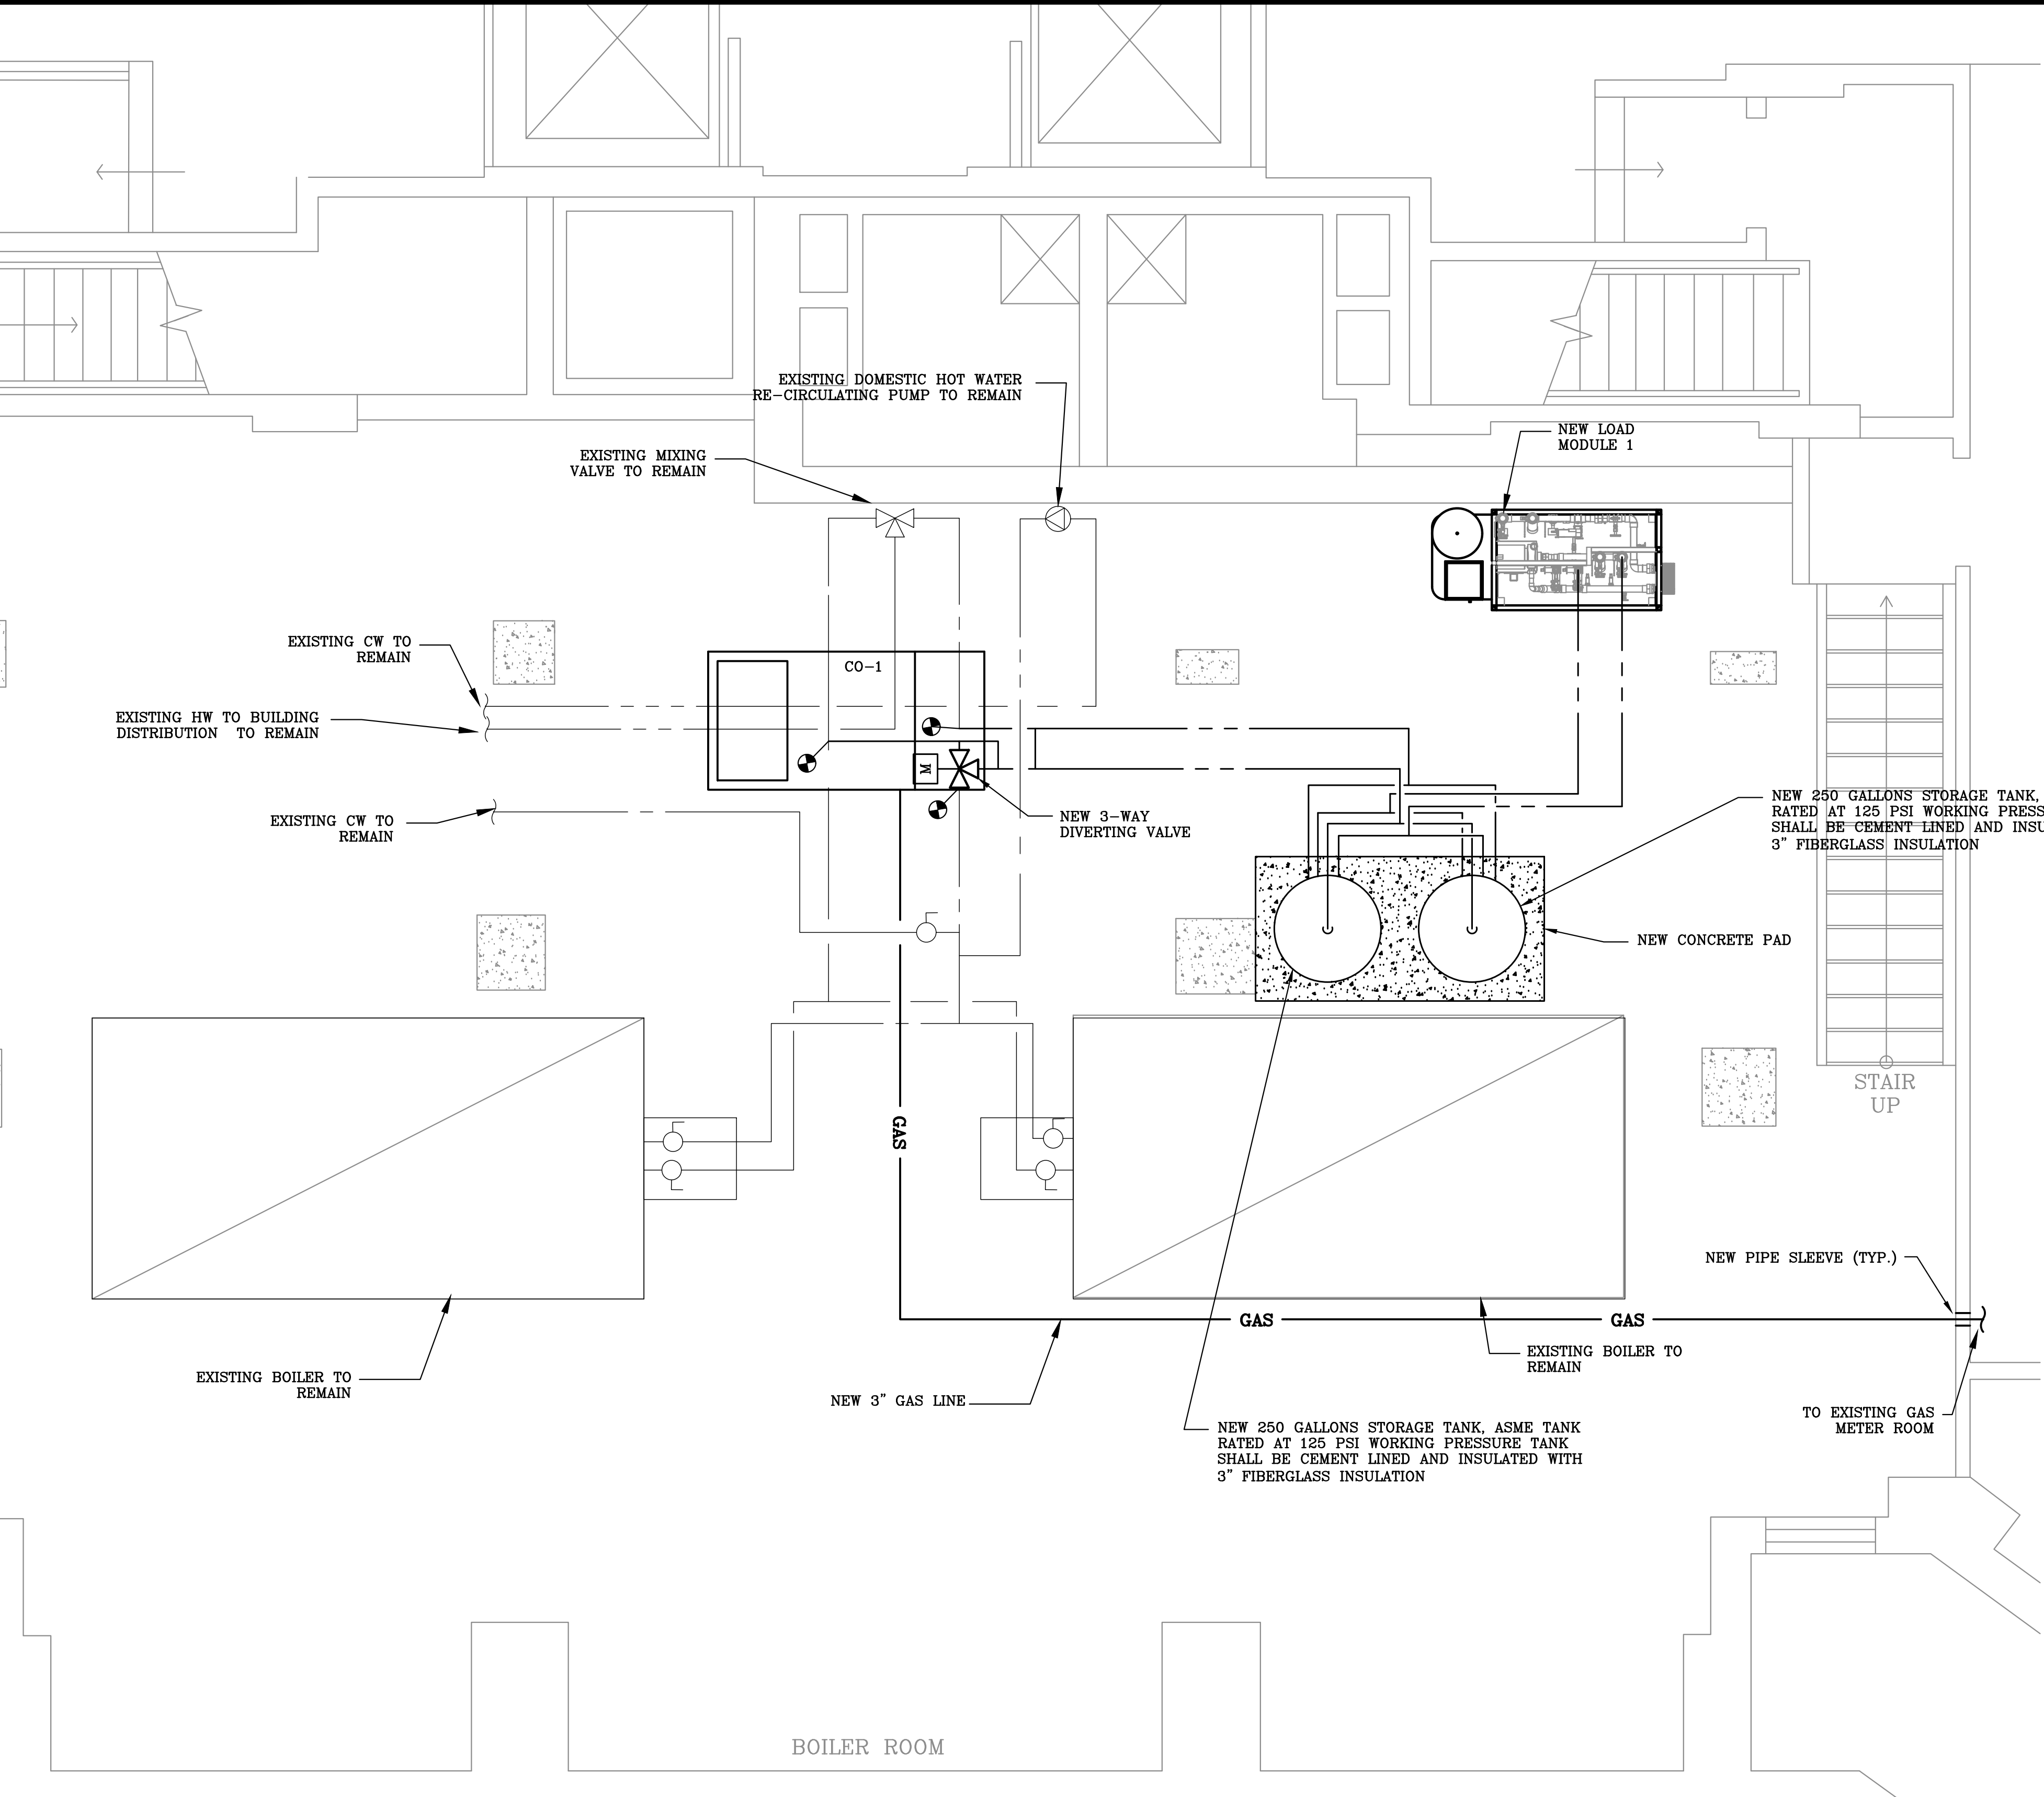 EXISTING DOMESTIC HOT WATER
RE-CIRCULATING PUMP TO REMAIN
NEW LOAD
MODULE 1
EXISTING MIXING
VALVE TO REMAIN
EXISTING CW TO
REMAIN
CO-1
EXISTING HW TO BUILDING
DISTRIBUTION TO REMAIN
M
EXISTING CW TO
REMAIN
NEW 3-WAY
DIVERTING VALVE
NEW 250 GALLONS STORAGE TANK,
RATED AT 125 PSI WORKING PRESS
SHALL BE CEMENT LINED AND INSU
3" FIBERGLASS INSULATION
NEW CONCRETE PAD
STAIR
UP
GAS
NEW PIPE SLEEVE (TYP.)
GAS
GAS
EXISTING BOILER TO
REMAIN
EXISTING BOILER TO
REMAIN
NEW 3" GAS LINE
TO EXISTING GAS
METER ROOM
NEW 250 GALLONS STORAGE TANK, ASME TANK
RATED AT 125 PSI WORKING PRESSURE TANK
SHALL BE CEMENT LINED AND INSULATED WITH
3" FIBERGLASS INSULATION
BOILER ROOM